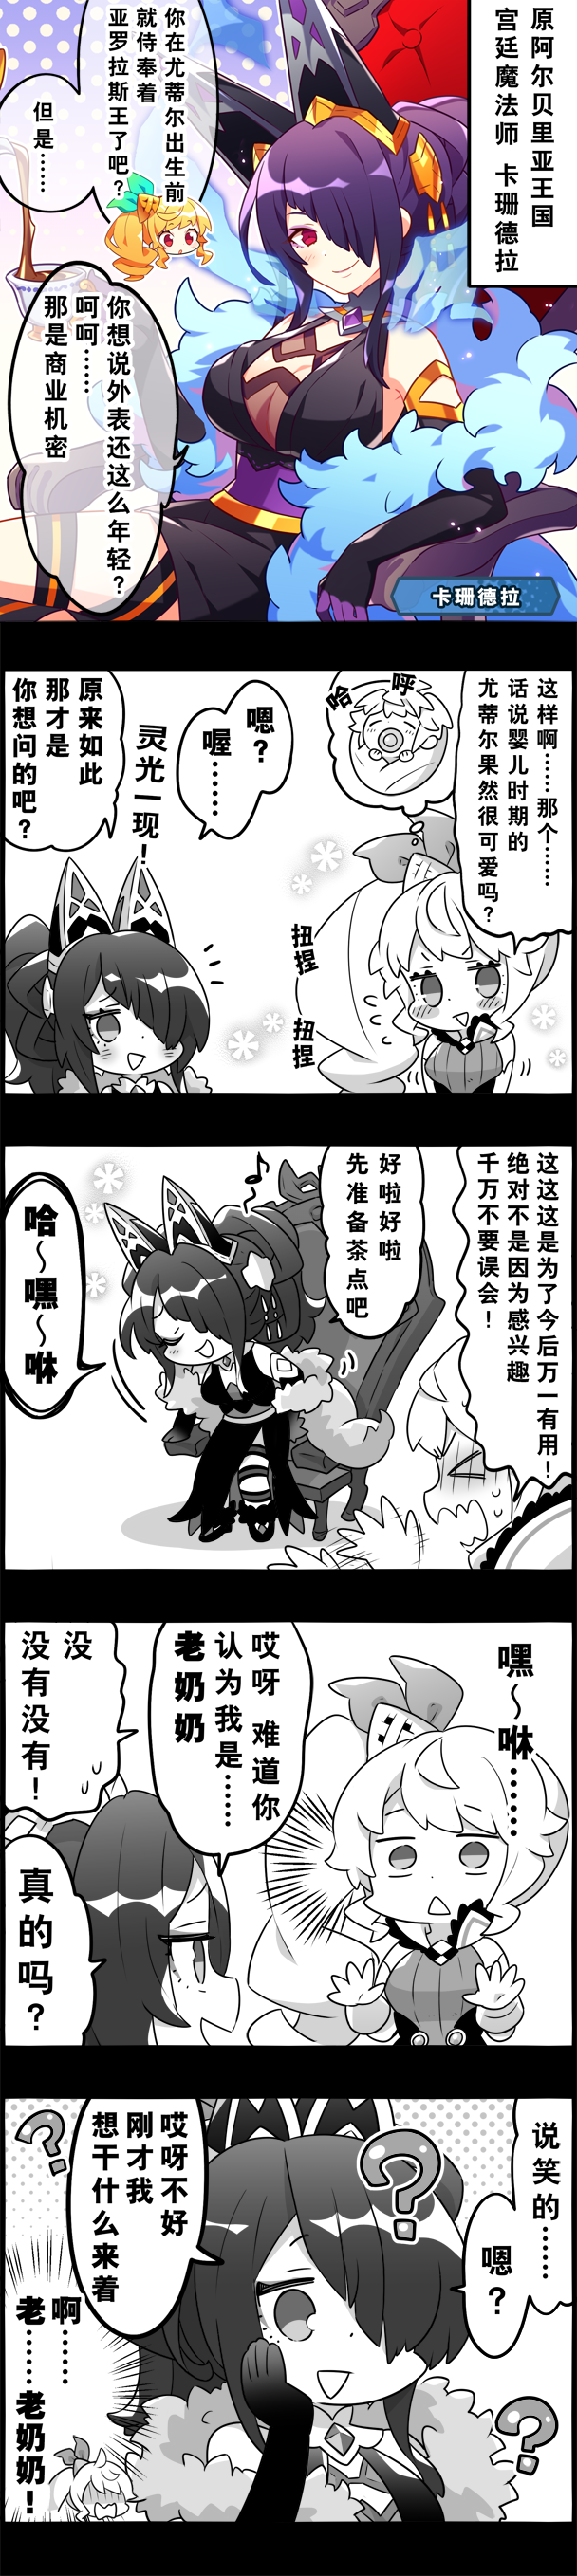 原阿尔贝里亚王国
宫廷魔法师 卡珊德拉
你在尤蒂尔出生前
就侍奉着
亚罗拉斯王了吧？
但是……
你想说外表还这么年轻？
呵呵……
那是商业机密
卡珊德拉
这样啊……那个……
话说婴儿时期的
尤蒂尔果然很可爱吗？
呼
哈
扭捏
扭捏
嗯？
喔……
灵光一现！
原来如此
那才是
你想问的吧？
这这这是为了今后万一有用！
绝对不是因为感兴趣
千万不要误会！
好啦好啦
先准备茶点吧
哈～嘿～咻
嘿～咻……
哎呀 难道你
认为我是……
老奶奶
没
没有没有！
真的吗？
说笑的……
嗯？
哎呀不好
刚才我
想干什么来着
啊……
老……老奶奶！